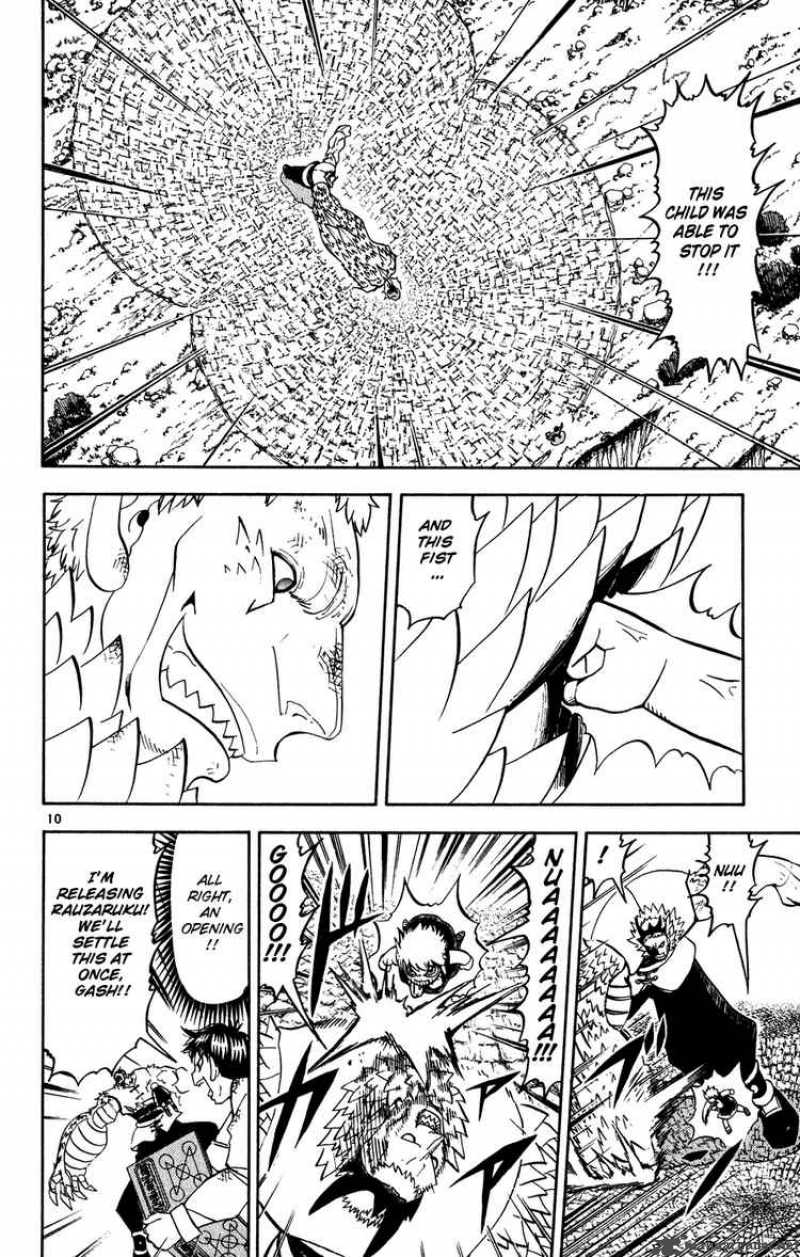 THIS
CHILD WAS
ABLE TO
STOP IT
!!!
AND
THIS
FIST
...
10
NUU
!!
!
NUAAAAAAAA
!!!
GOOOO!!!
ALL
RIGHT,
AN
OPENING
!!
I'M
RELEASING
RAUZARUKU!
WE'LL
SETTLE
THIS AT
ONCE,
GASH!!